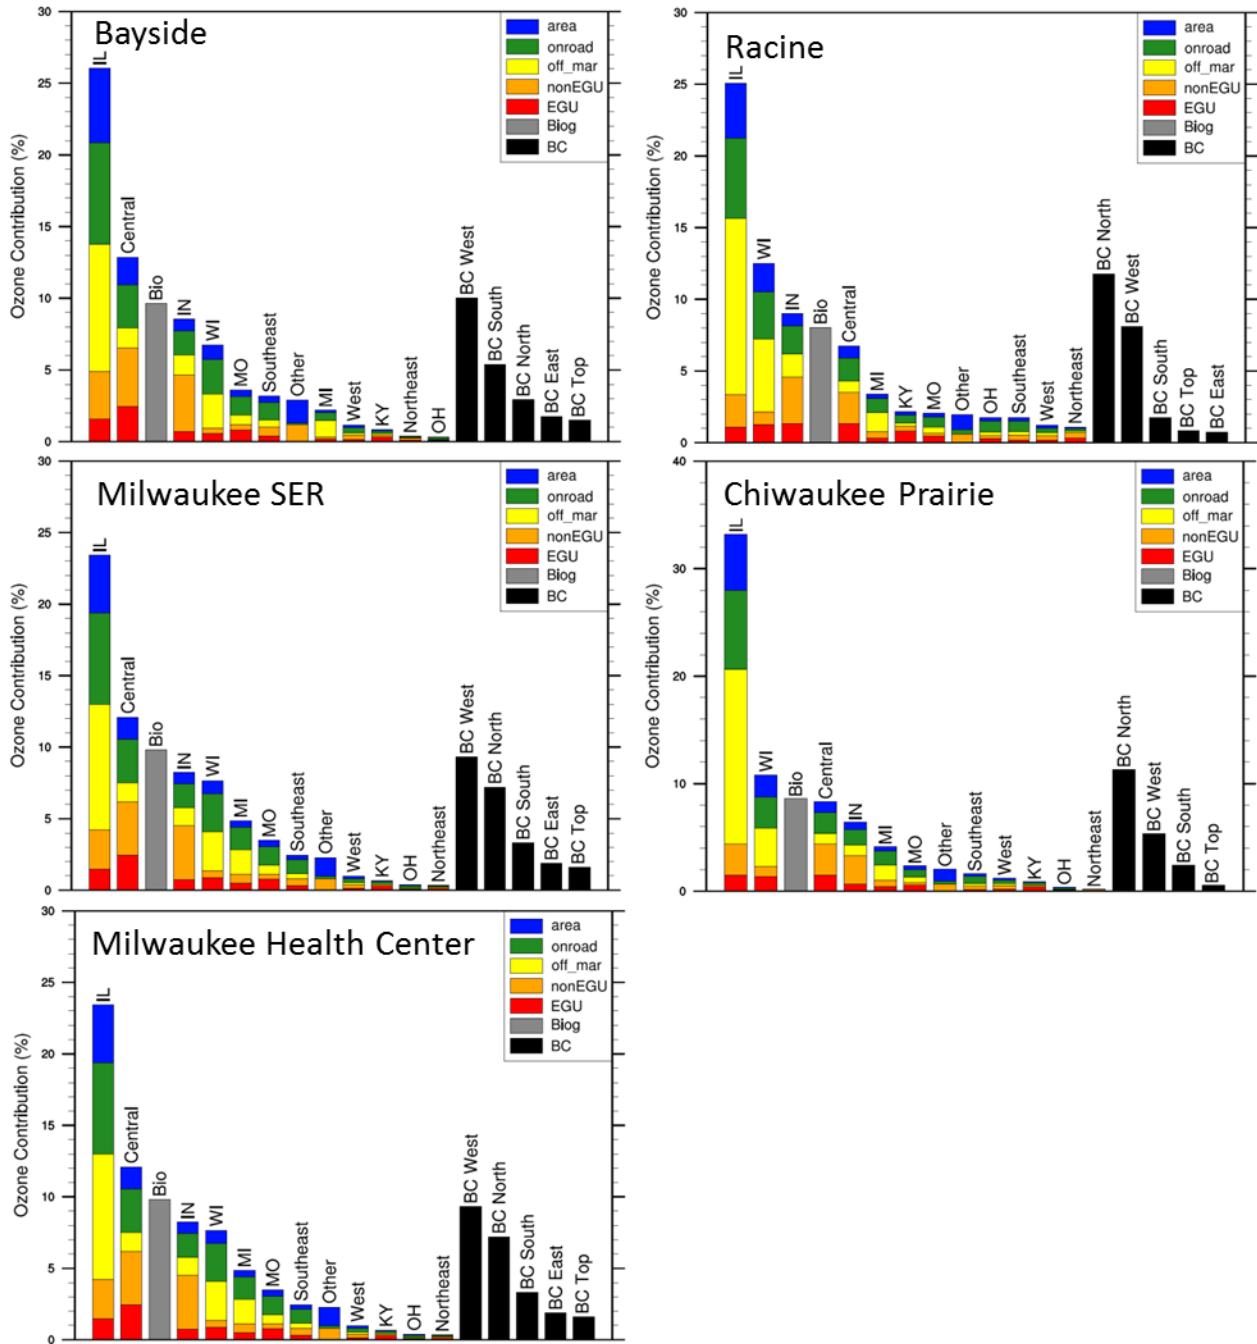 Bayside
Ozone Contribution (%)
30
25
20
15
10
5
0
area
onroad
off_mar
nonEGU
EGU
Biog
BC
IL
Central
Bio
IN
WI
MO
Southeast
Other
MI
West
KY
Northeast
OH
BC West
BC South
BC North
BC East
BC Top
Racine
Ozone Contribution (%)
30
25
20
15
10
5
0
area
onroad
off_mar
nonEGU
EGU
Biog
BC
IL
WI
IN
Bio
Central
MI
KY
MO
Other
OH
Southeast
West
Northeast
BC North
BC West
BC South
BC Top
BC East
Milwaukee SER
Ozone Contribution (%)
30
25
20
15
10
5
0
area
onroad
off_mar
nonEGU
EGU
Biog
BC
IL
Central
Bio
IN
WI
MI
MO
Southeast
Other
West
KY
OH
Northeast
BC West
BC North
BC South
BC East
BC Top
Chiwaukee Prairie
Ozone Contribution (%)
40
30
20
10
0
area
onroad
off_mar
nonEGU
EGU
Biog
BC
IL
WI
Bio
Central
IN
MI
MO
Other
Southeast
West
KY
OH
Northeast
BC North
BC West
BC South
BC Top
Milwaukee Health Center
Ozone Contribution (%)
30
25
20
15
10
5
0
area
onroad
off_mar
nonEGU
EGU
Biog
BC
IL
Central
Bio
IN
WI
MI
MO
Southeast
Other
West
KY
OH
Northeast
BC West
BC North
BC South
BC East
BC Top